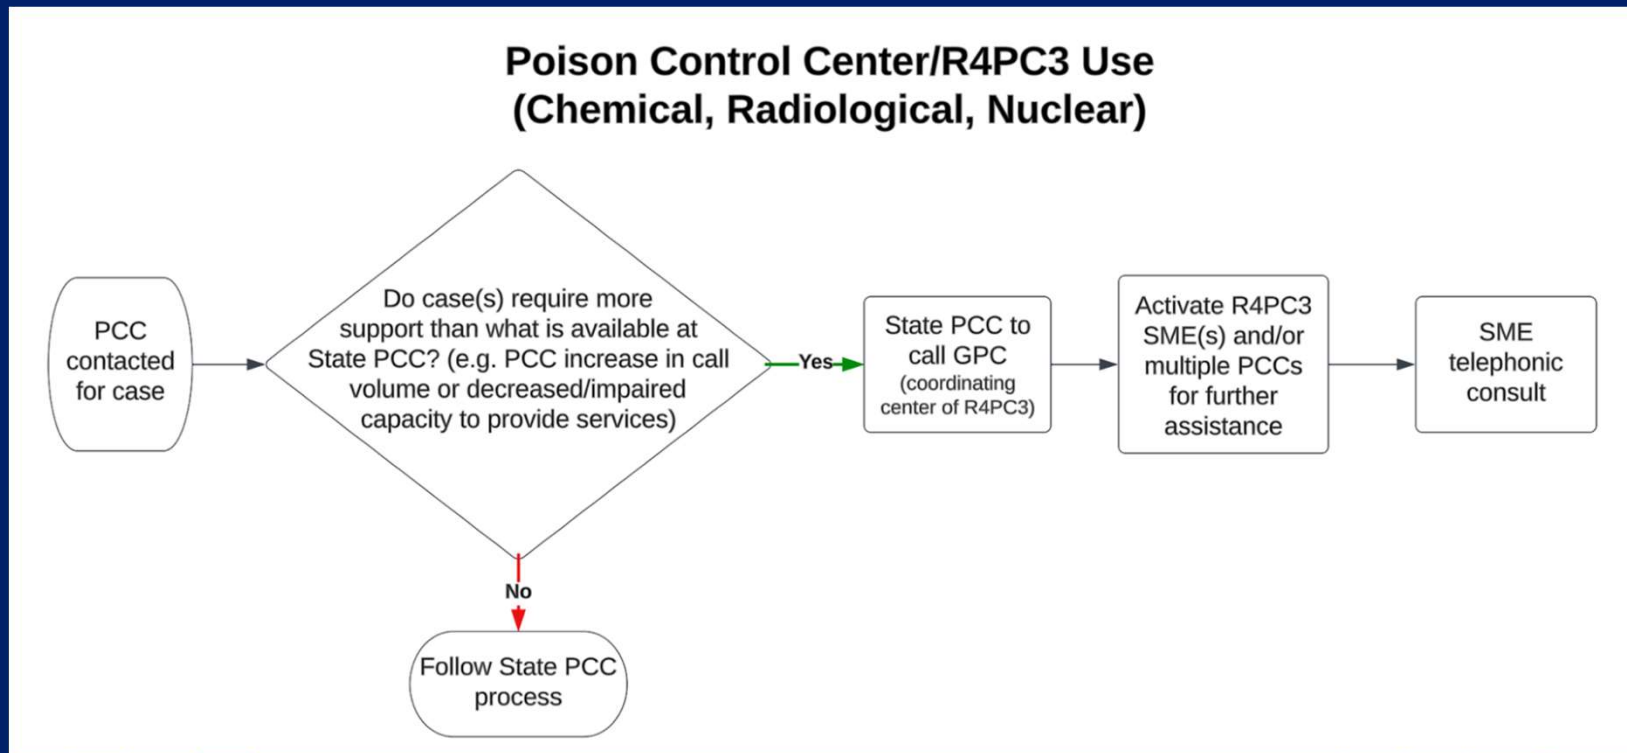 Poison Control Center/R4PC3 Use
(Chemical, Radiological, Nuclear)
PCC
contacted
for case
Do case(s) require more
support than what is available at
State PCC? (e.g. PCC increase in call
volume or decreased/impaired
capacity to provide services)
Yes
State PCC to
call GPC
(coordinating
center of R4PC3)
Activate R4PC3
SME(s) and/or
multiple PCCs
for further
assistance
SME
telephonic
consult
No
Follow State PCC
process